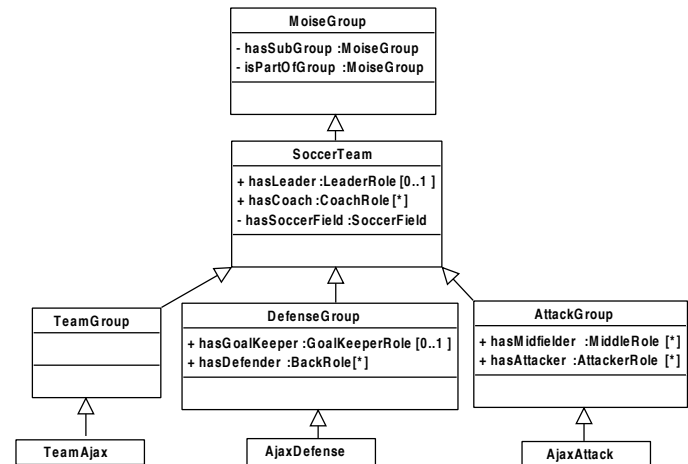 MoiseGroup
- hasSubGroup :MoiseGroup
- isPartOfGroup :MoiseGroup
SoccerTeam
+ hasLeader :LeaderRole [0..1 ]
+ hasCoach :CoachRole [*]
- hasSoccerField :SoccerField
TeamGroup
DefenseGroup
+ hasGoalKeeper :GoalKeeperRole [0..1 ]
+ hasDefender :BackRole[*]
AttackGroup
+ hasMidfielder :MiddleRole [*]
+ hasAttacker :AttackerRole [*]
TeamAjax
AjaxDefense
AjaxAttack